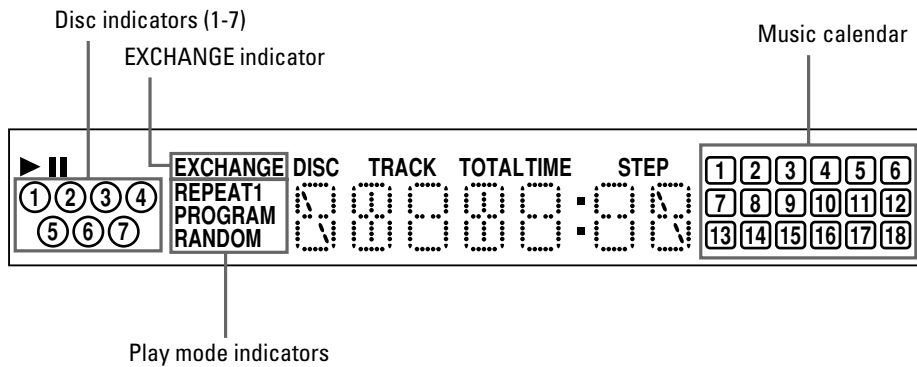 Disc indicators (1-7)
EXCHANGE indicator
Music calendar
EXCHANGE DISC TRACK TOTAL TIME STEP
REPEAT1
PROGRAM
RANDOM
1 2 3 4
5 6 7
1 2 3 4 5 6
7 8 9 10 11 12
13 14 15 16 17 18
Play mode indicators